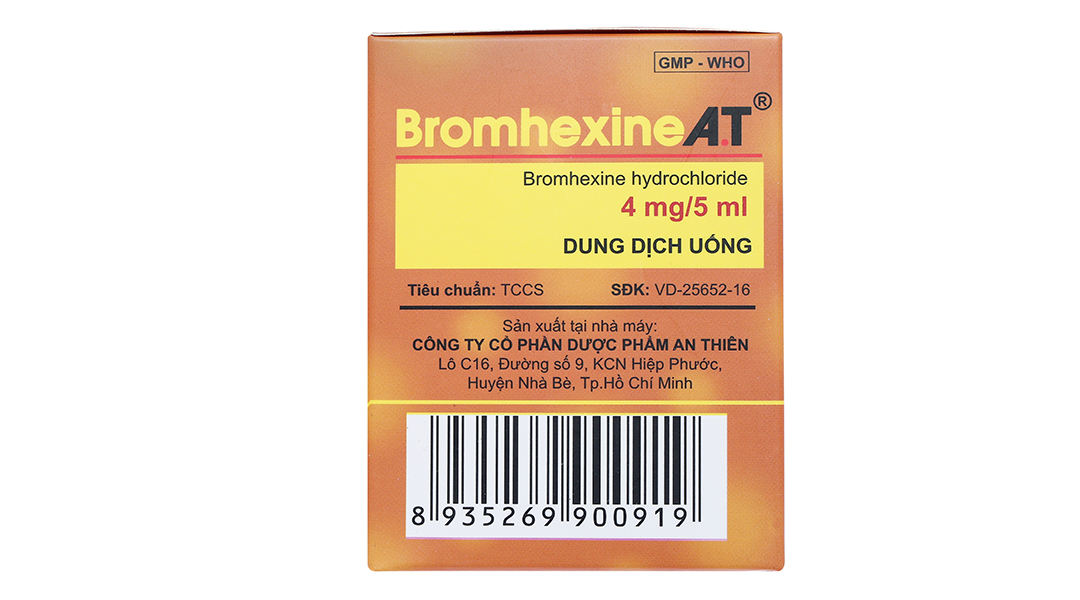 GMP - WHO
BromhexineA.T®
Bromhexine hydrochloride
4 mg/5 ml
DUNG DỊCH UỐNG
Tiêu chuẩn: TCCS SĐK: VD-25652-16
Sản xuất tại nhà máy:
CÔNG TY CỔ PHẦN DƯỢC PHẨM AN THIÊN
Lô C16, Đường số 9, KCN Hiệp Phước,
Huyện Nhà Bè, Tp.Hồ Chí Minh
8 935269 900919